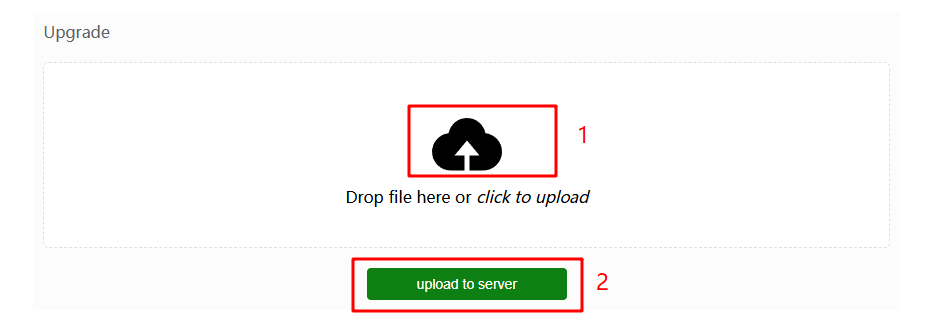 Upgrade
1
Drop file here or click to upload
upload to server
2